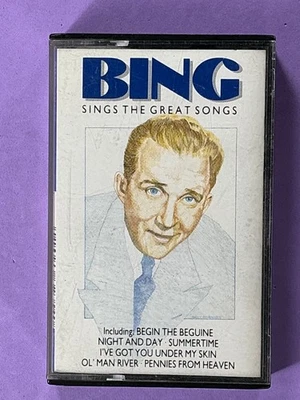 BING
SINGS THE GREAT SONGS
Including: BEGIN THE BEGUINE
NIGHT AND DAY · SUMMERTIME
I'VE GOT YOU UNDER MY SKIN
OL' MAN RIVER · PENNIES FROM HEAVEN